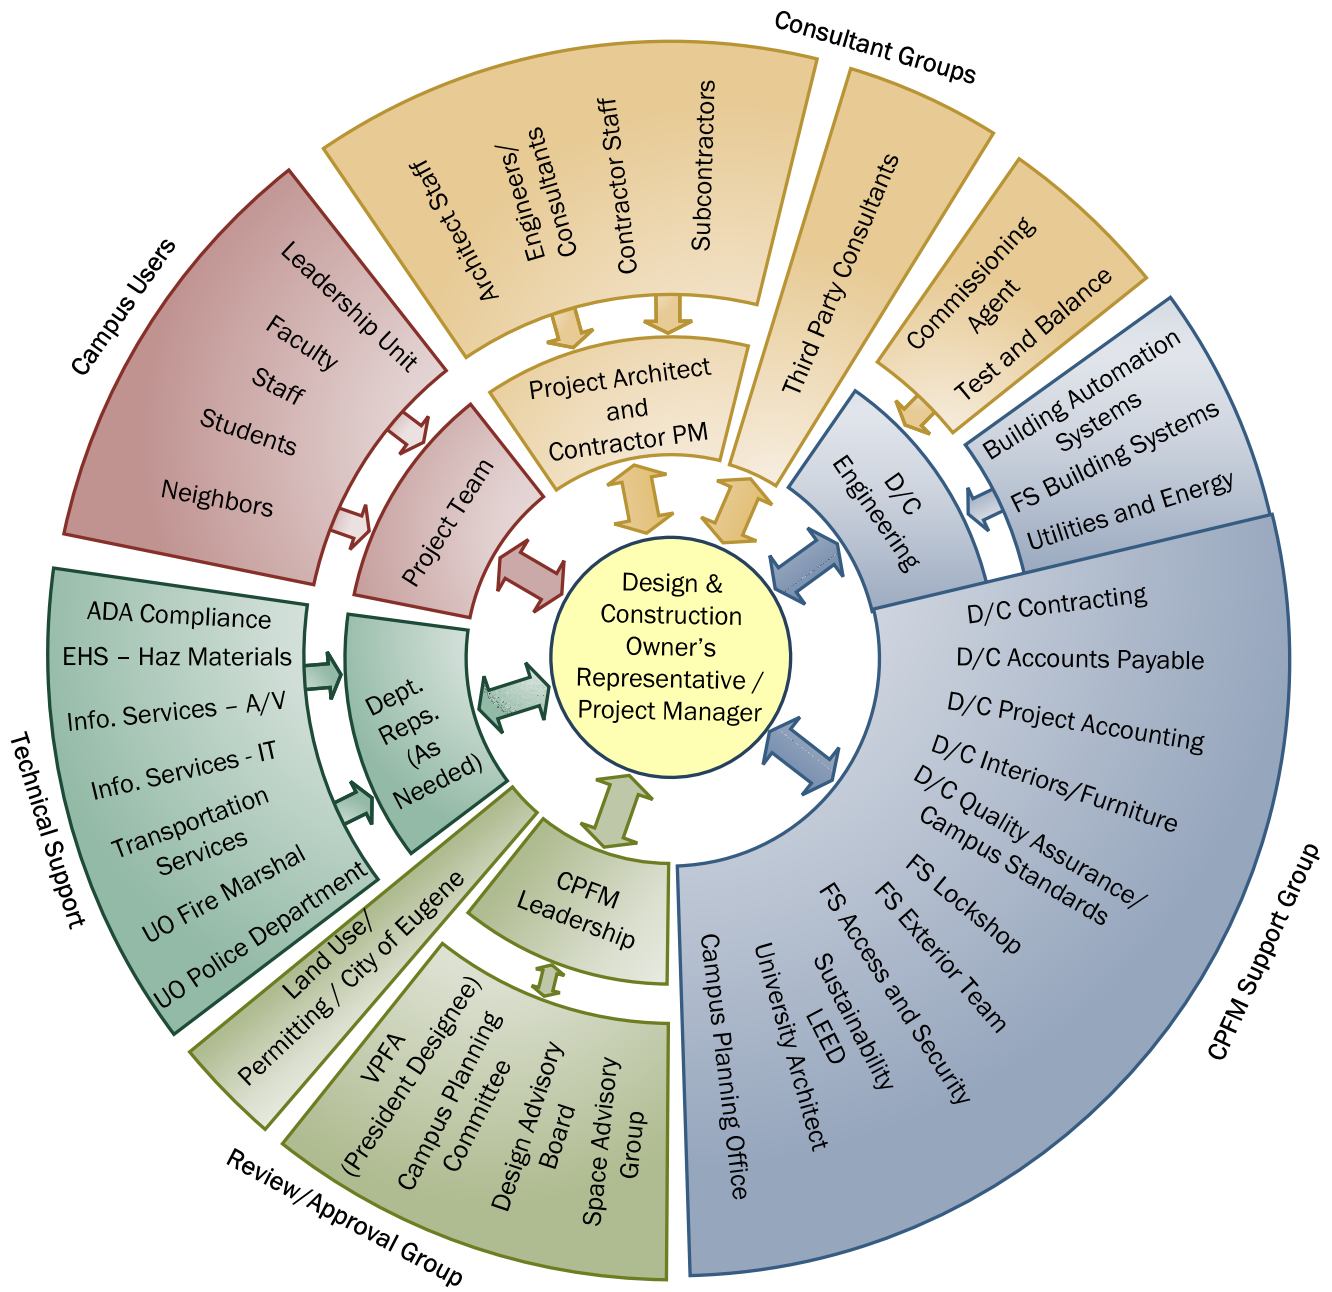 Consultant Groups
Architect Staff
Engineers/
Consultants
Contractor Staff
Subcontractors
Third Party Consultants
Commissioning
Agent
Test and Balance
Project Architect
and
Contractor PM
Campus Users
Leadership Unit
Faculty
Staff
Students
Neighbors
Project Team
D/C
Engineering
Building Automation
Systems
FS Building Systems
Utilities and Energy
Design &
Construction
Owner's
Representative /
Project Manager
D/C Contracting
D/C Accounts Payable
D/C Project Accounting
D/C Interiors/Furniture
D/C Quality Assurance/
Campus Standards
FS Lockshop
FS Exterior Team
FS Access and Security
Sustainability
LEED
University Architect
Campus Planning Office
CPFM Support Group
Technical Support
ADA Compliance
EHS – Haz Materials
Info. Services – A/V
Info. Services - IT
Transportation
Services
UO Fire Marshal
UO Police Department
Dept.
Reps.
(As
Needed)
Land Use/
Permitting / City of Eugene
CPFM
Leadership
VPFA
(President Designee)
Campus Planning
Committee
Design Advisory
Board
Space Advisory
Group
Review/Approval Group